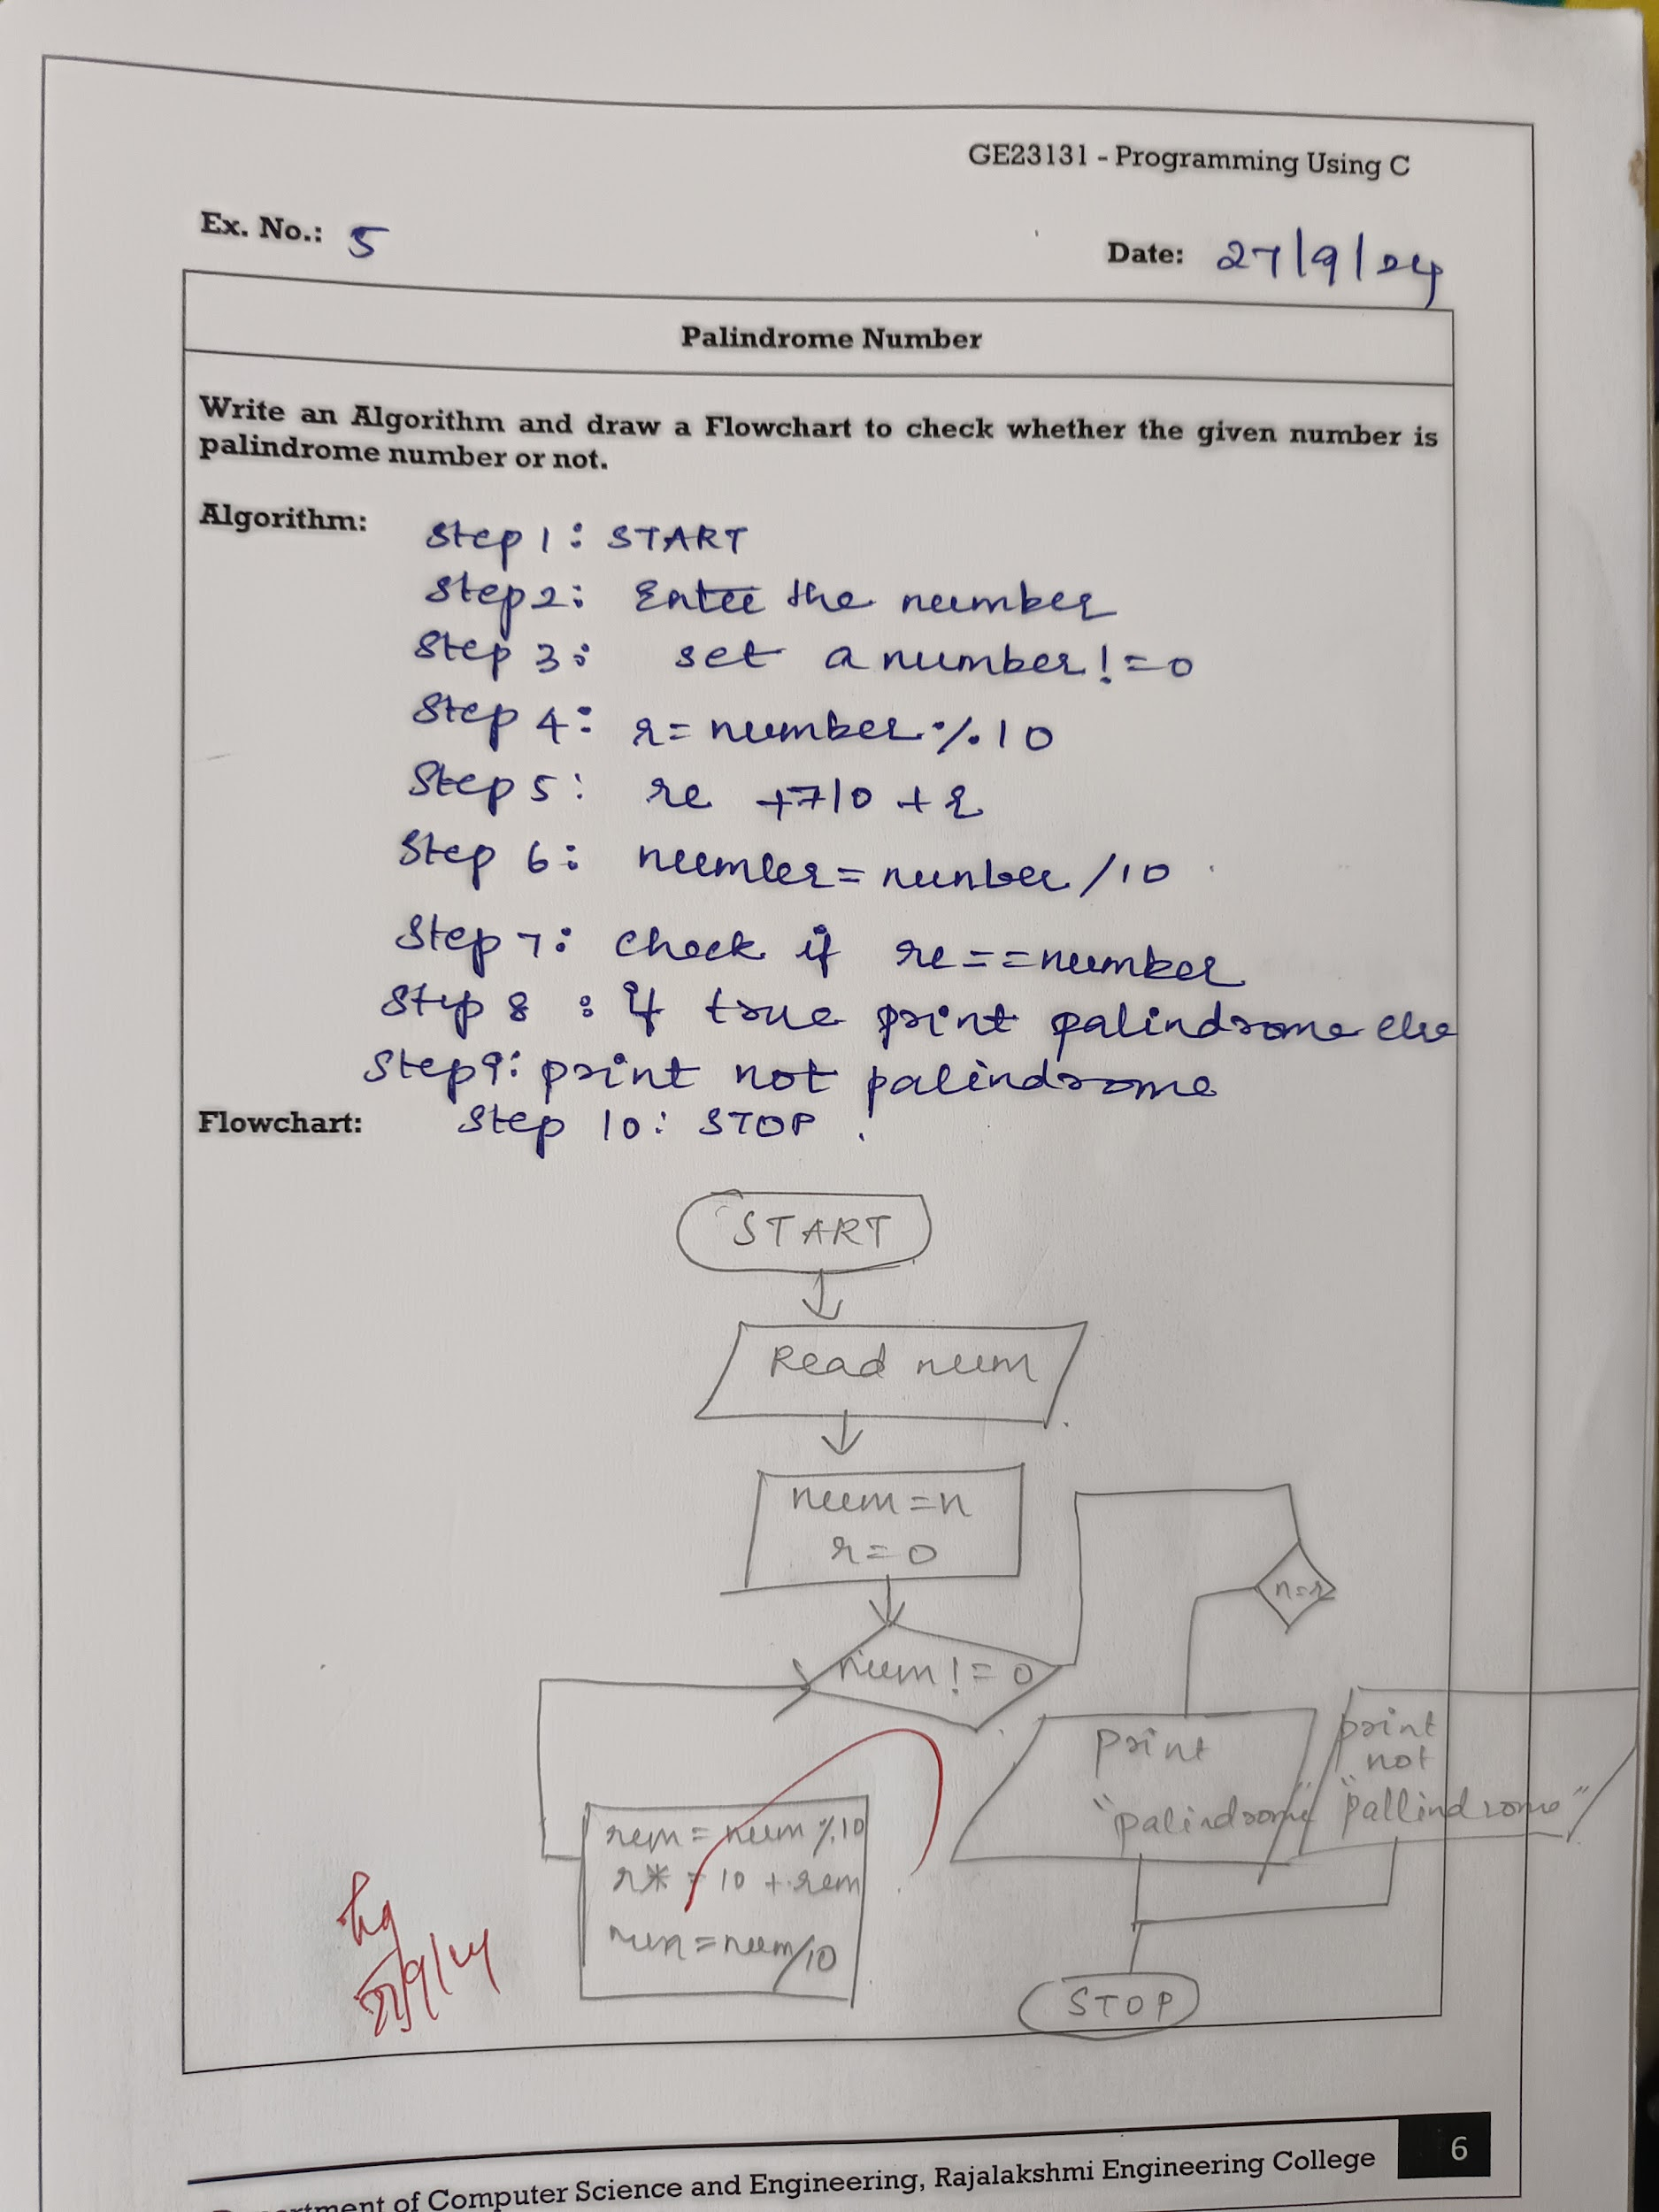 GE23131 - Programming Using C
Ex. No.: 5
Date: 27/9/24
Palindrome Number
Write an Algorithm and draw a Flowchart to check whether the given number is
palindrome number or not.
Algorithm:
Step 1: START
Step 2: Enter the number
Step 3: set a number != 0
Step 4: r = number % 10
Step 5: re +710 + r
Step 6: number = number / 10
Step 7: check if re == number
Step 8 : if true print palindrome else
Step 9: print not palindrome
Flowchart:
Step 10: STOP .
START
Read num
num = n
r = 0
n=r
num != 0
print
"palindrome"
print
not
"pallindrome"
rem = num % 10
r* = 10 + rem
num = num/10
STOP
6
of Computer Science and Engineering, Rajalakshmi Engineering College